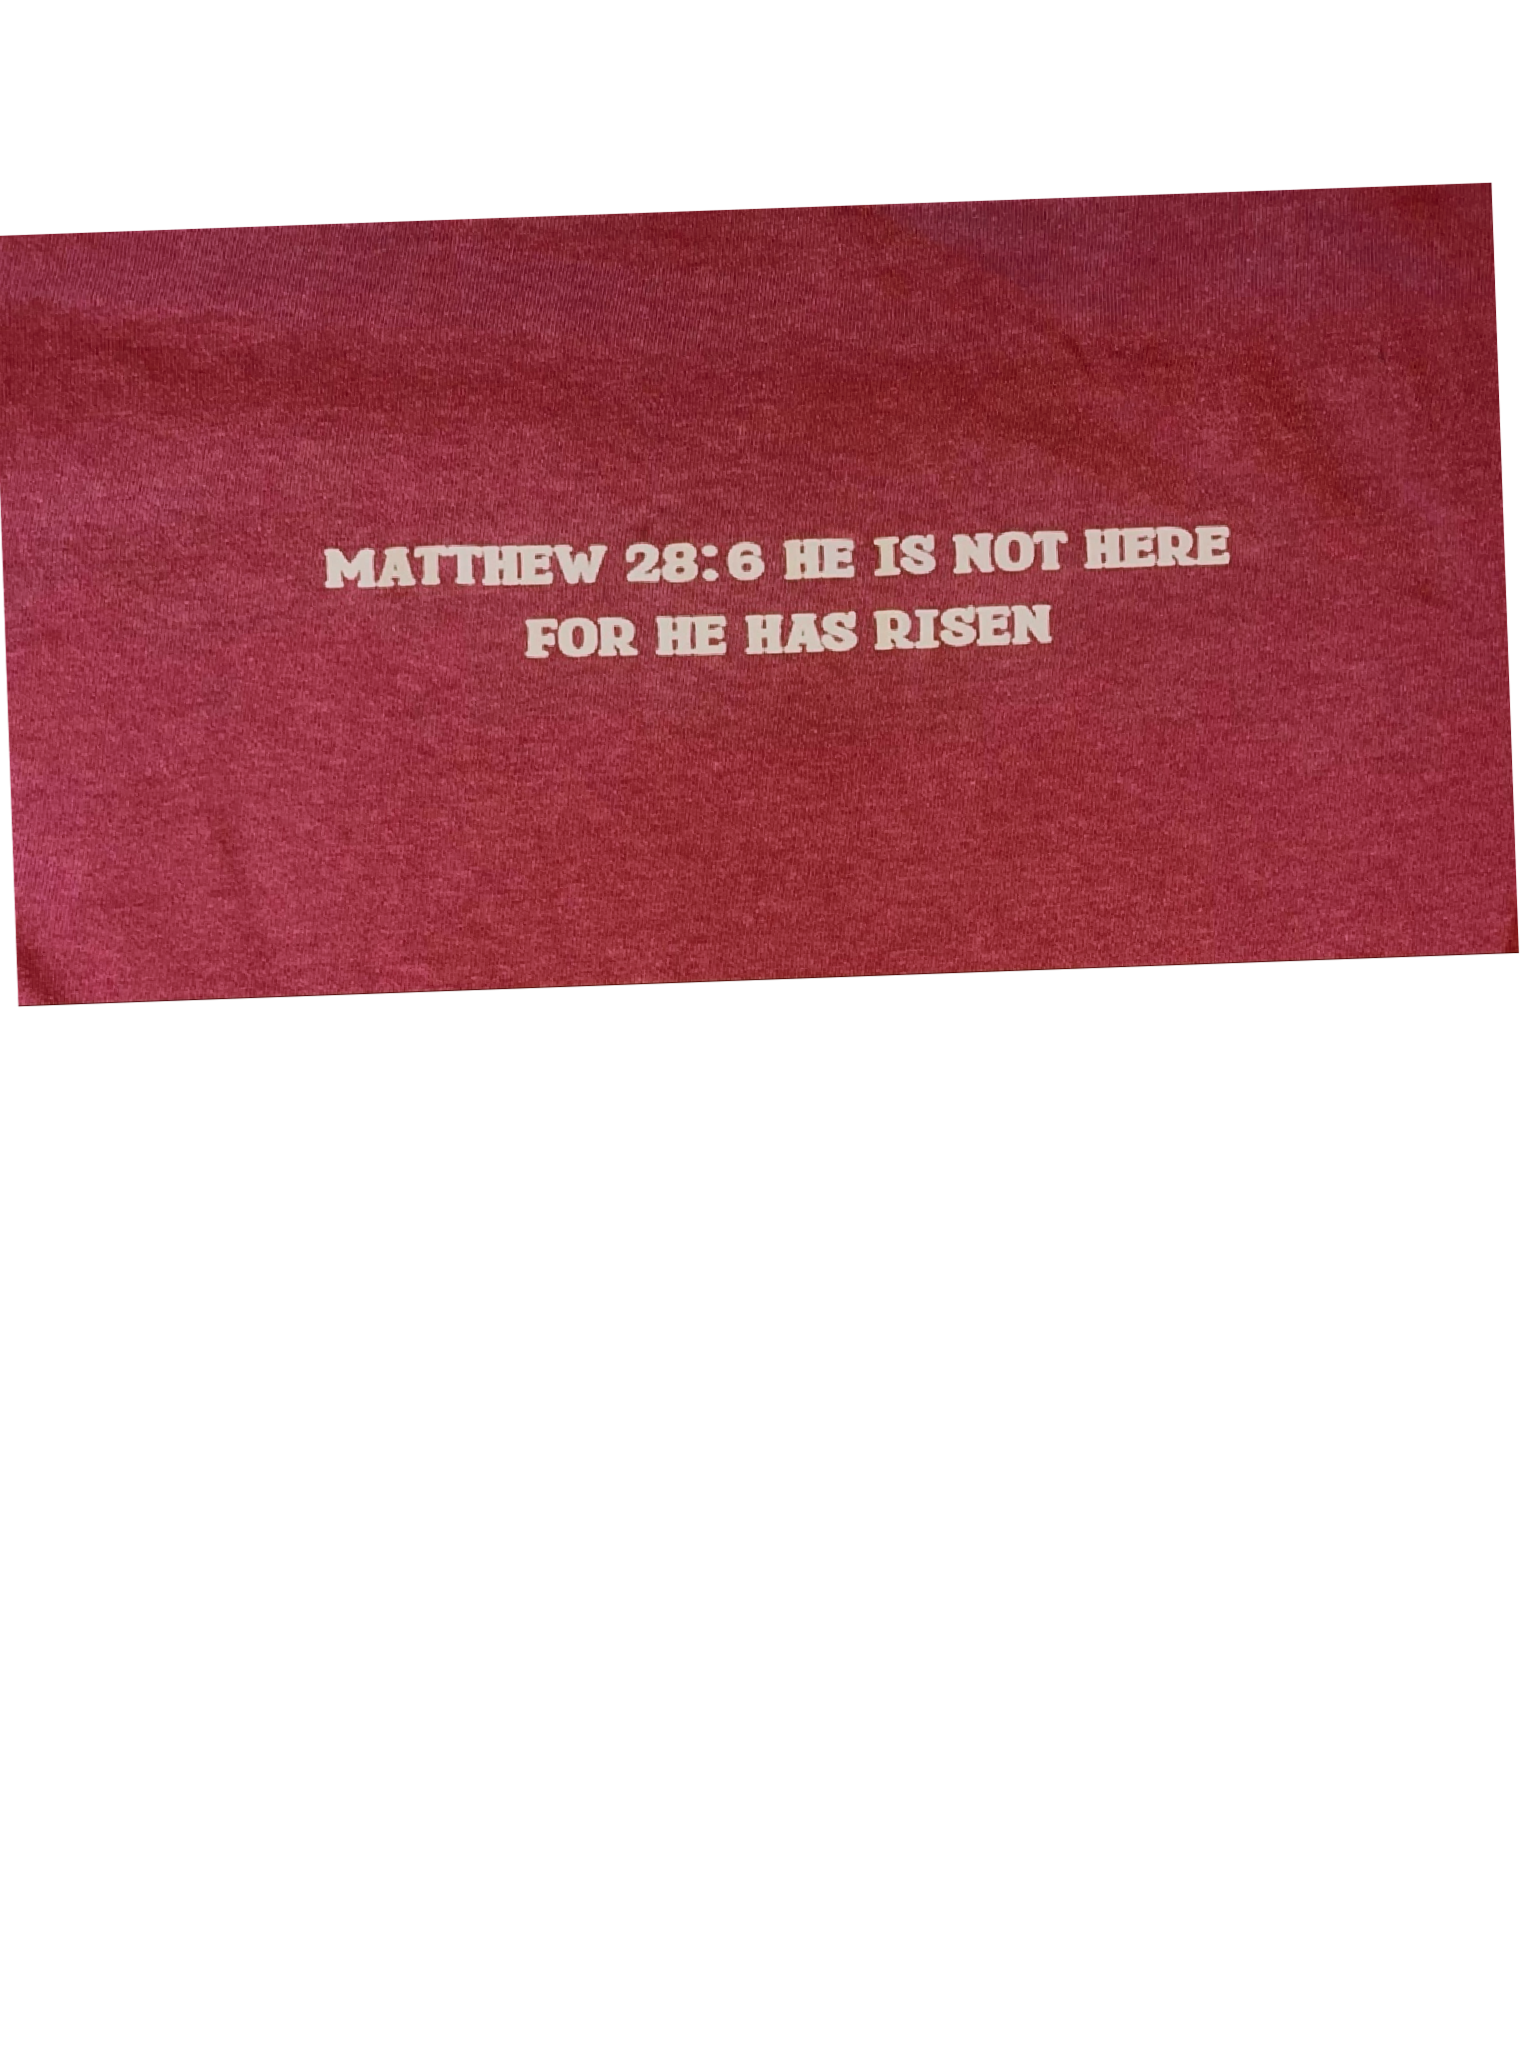 MATTHEW 28:6 HE IS NOT HERE
FOR HE HAS RISEN